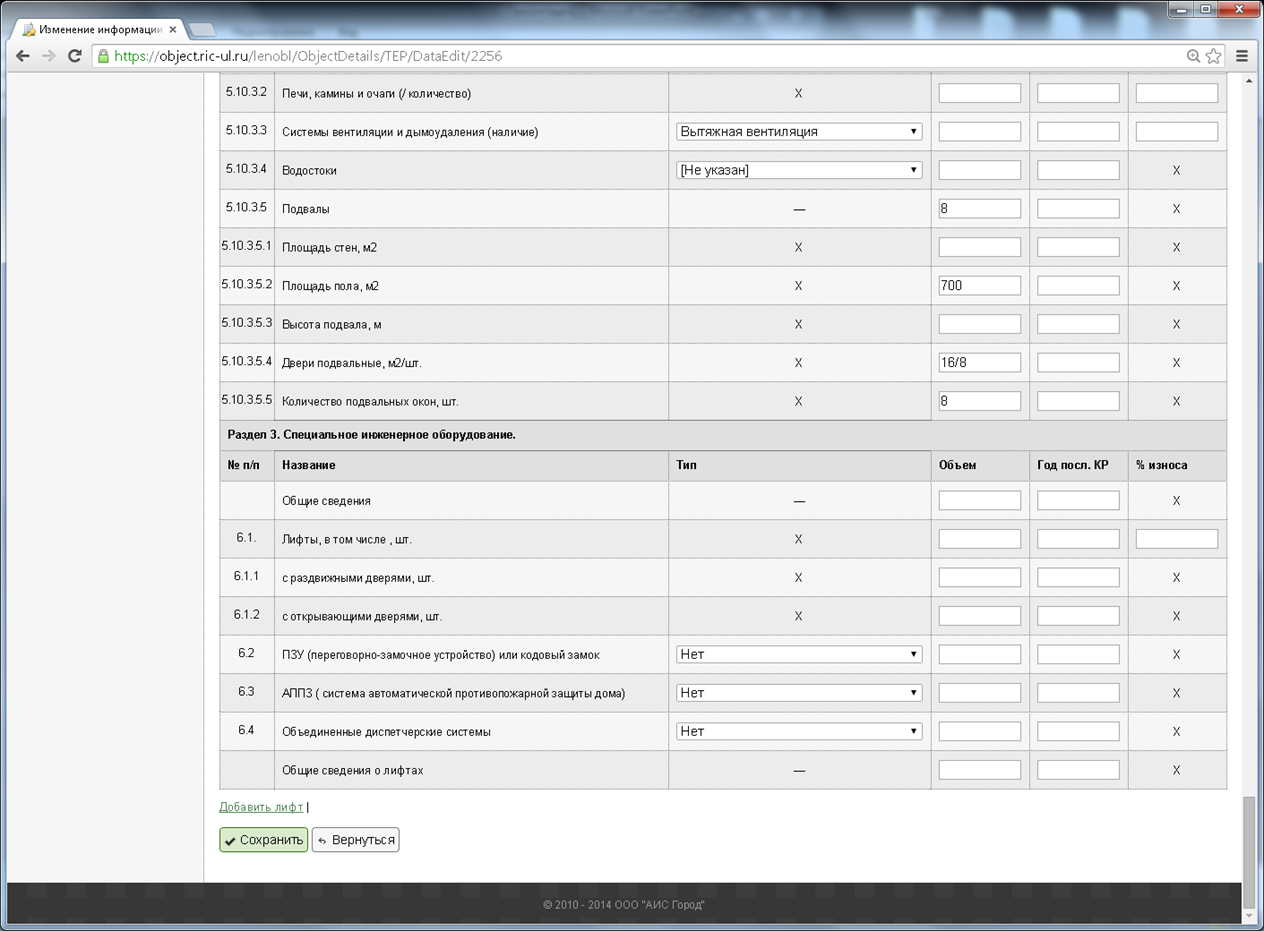 Изменение информации
https://object.ric-ul.ru/lenobl/ObjectDetails/TEP/DataEdit/2256
5.10.3.2 Печи, камины и очаги (/ количество) X
5.10.3.3 Системы вентиляции и дымоудаления (наличие) Вытяжная вентиляция
5.10.3.4 Водостоки [Не указан] X
5.10.3.5 Подвалы — 8 X
5.10.3.5.1 Площадь стен, м2 X X
5.10.3.5.2 Площадь пола, м2 X 700 X
5.10.3.5.3 Высота подвала, м X X
5.10.3.5.4 Двери подвальные, м2/шт. X 16/8 X
5.10.3.5.5 Количество подвальных окон, шт. X 8 X
Раздел 3. Специальное инженерное оборудование.
№ п/п Название Тип Объем Год посл. КР % износа
Общие сведения — X
6.1. Лифты, в том числе , шт. X
6.1.1 с раздвижными дверями, шт. X X
6.1.2 с открывающими дверями, шт. X X
6.2 ПЗУ (переговорно-замочное устройство) или кодовый замок Нет X
6.3 АППЗ ( система автоматической противопожарной защиты дома) Нет X
6.4 Объединенные диспетчерские системы Нет X
Общие сведения о лифтах — X
Добавить лифт |
Сохранить Вернуться
© 2010 - 2014 ООО "АИС Город"